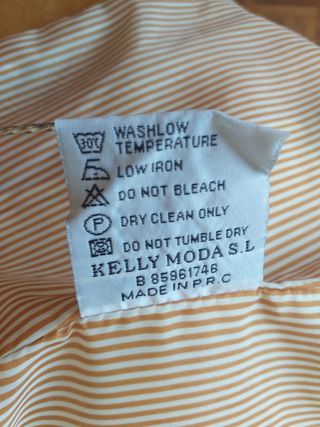 30°C WASHLOW
TEMPERATURE
LOW IRON
DO NOT BLEACH
P DRY CLEAN ONLY
DO NOT TUMBLE DRY
KELLY MODA S.L
B 85961746
MADE IN P.R.C